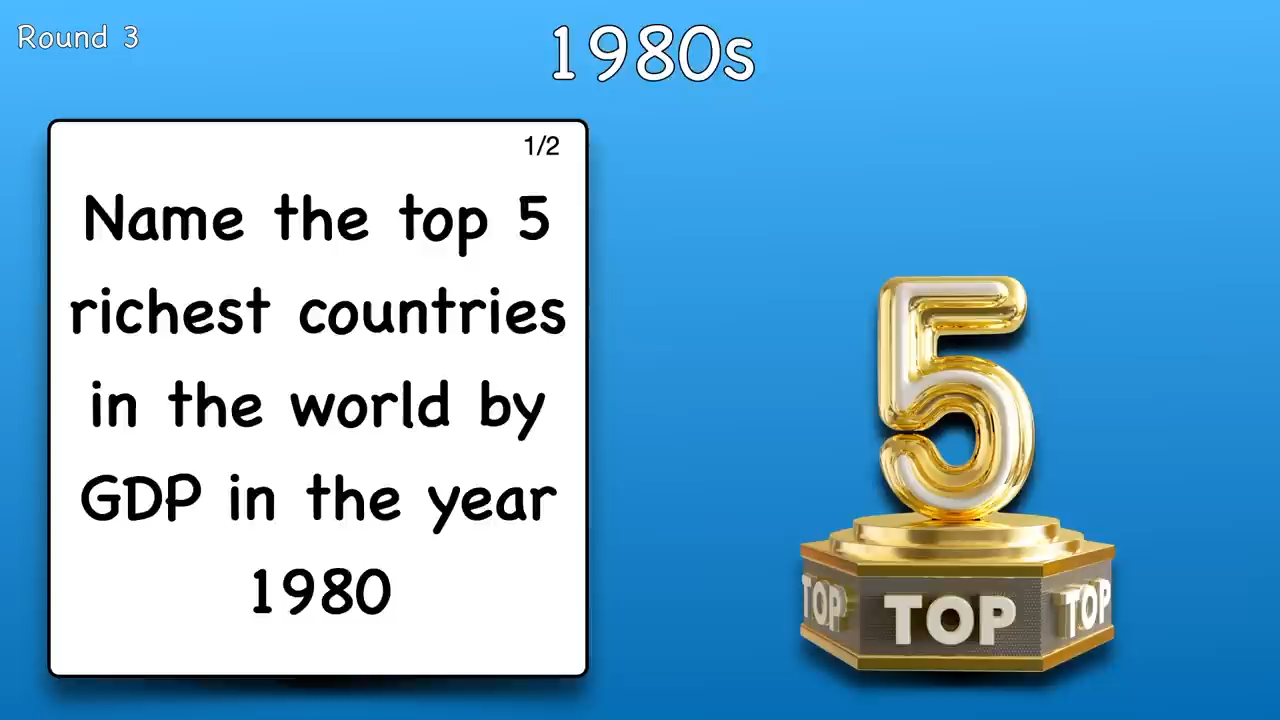 Round 3
1980s
1/2
Name the top 5
richest countries
in the world by
GDP in the year
1980
TOP TOP TOP